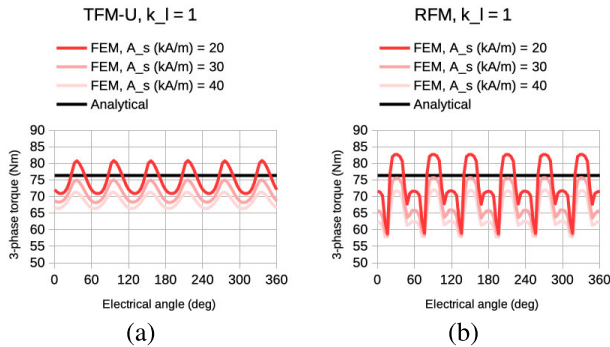 TFM-U, k_l = 1
FEM, A_s (kA/m) = 20
FEM, A_s (kA/m) = 30
FEM, A_s (kA/m) = 40
Analytical
3-phase torque (Nm)
90
85
80
75
70
65
60
55
50
0 60 120 180 240 300 360
Electrical angle (deg)
(a)
RFM, k_l = 1
FEM, A_s (kA/m) = 20
FEM, A_s (kA/m) = 30
FEM, A_s (kA/m) = 40
Analytical
3-phase torque (Nm)
90
85
80
75
70
65
60
55
50
0 60 120 180 240 300 360
Electrical angle (deg)
(b)